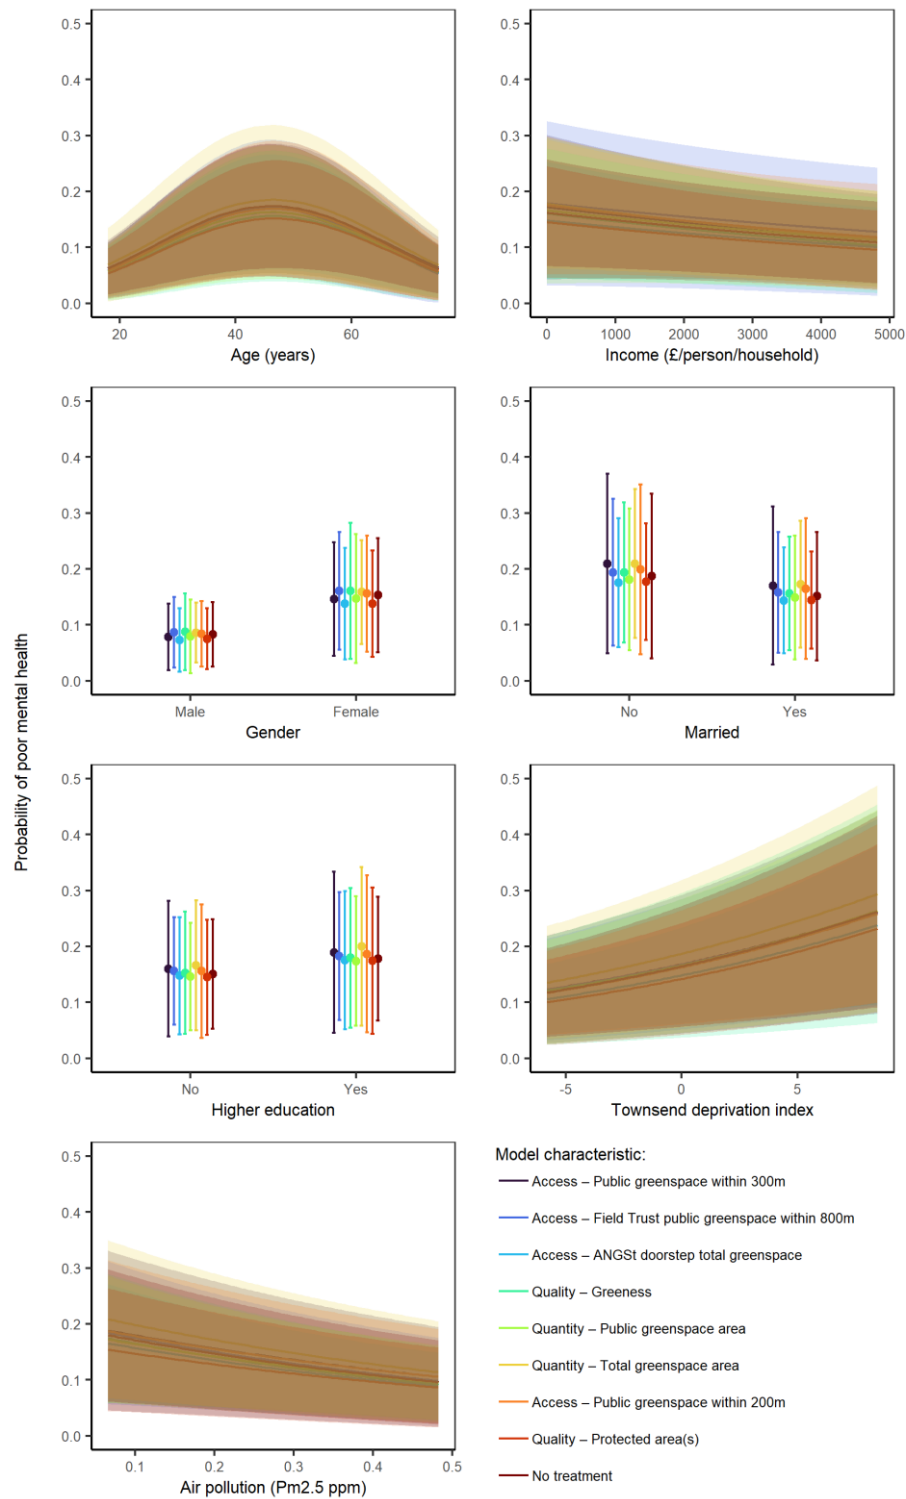 Probability of poor mental health
0.5
0.4
0.3
0.2
0.1
0.0
20 40 60
Age (years)
0.5
0.4
0.3
0.2
0.1
0.0
0 1000 2000 3000 4000 5000
Income (£/person/household)
0.5
0.4
0.3
0.2
0.1
0.0
Male Female
Gender
0.5
0.4
0.3
0.2
0.1
0.0
No Yes
Married
0.5
0.4
0.3
0.2
0.1
0.0
No Yes
Higher education
0.5
0.4
0.3
0.2
0.1
0.0
-5 0 5
Townsend deprivation index
0.5
0.4
0.3
0.2
0.1
0.0
0.1 0.2 0.3 0.4 0.5
Air pollution (Pm2.5 ppm)
Model characteristic:
Access – Public greenspace within 300m
Access – Field Trust public greenspace within 800m
Access – ANGSt doorstep total greenspace
Quality – Greeness
Quantity – Public greenspace area
Quantity – Total greenspace area
Access – Public greenspace within 200m
Quality – Protected area(s)
No treatment